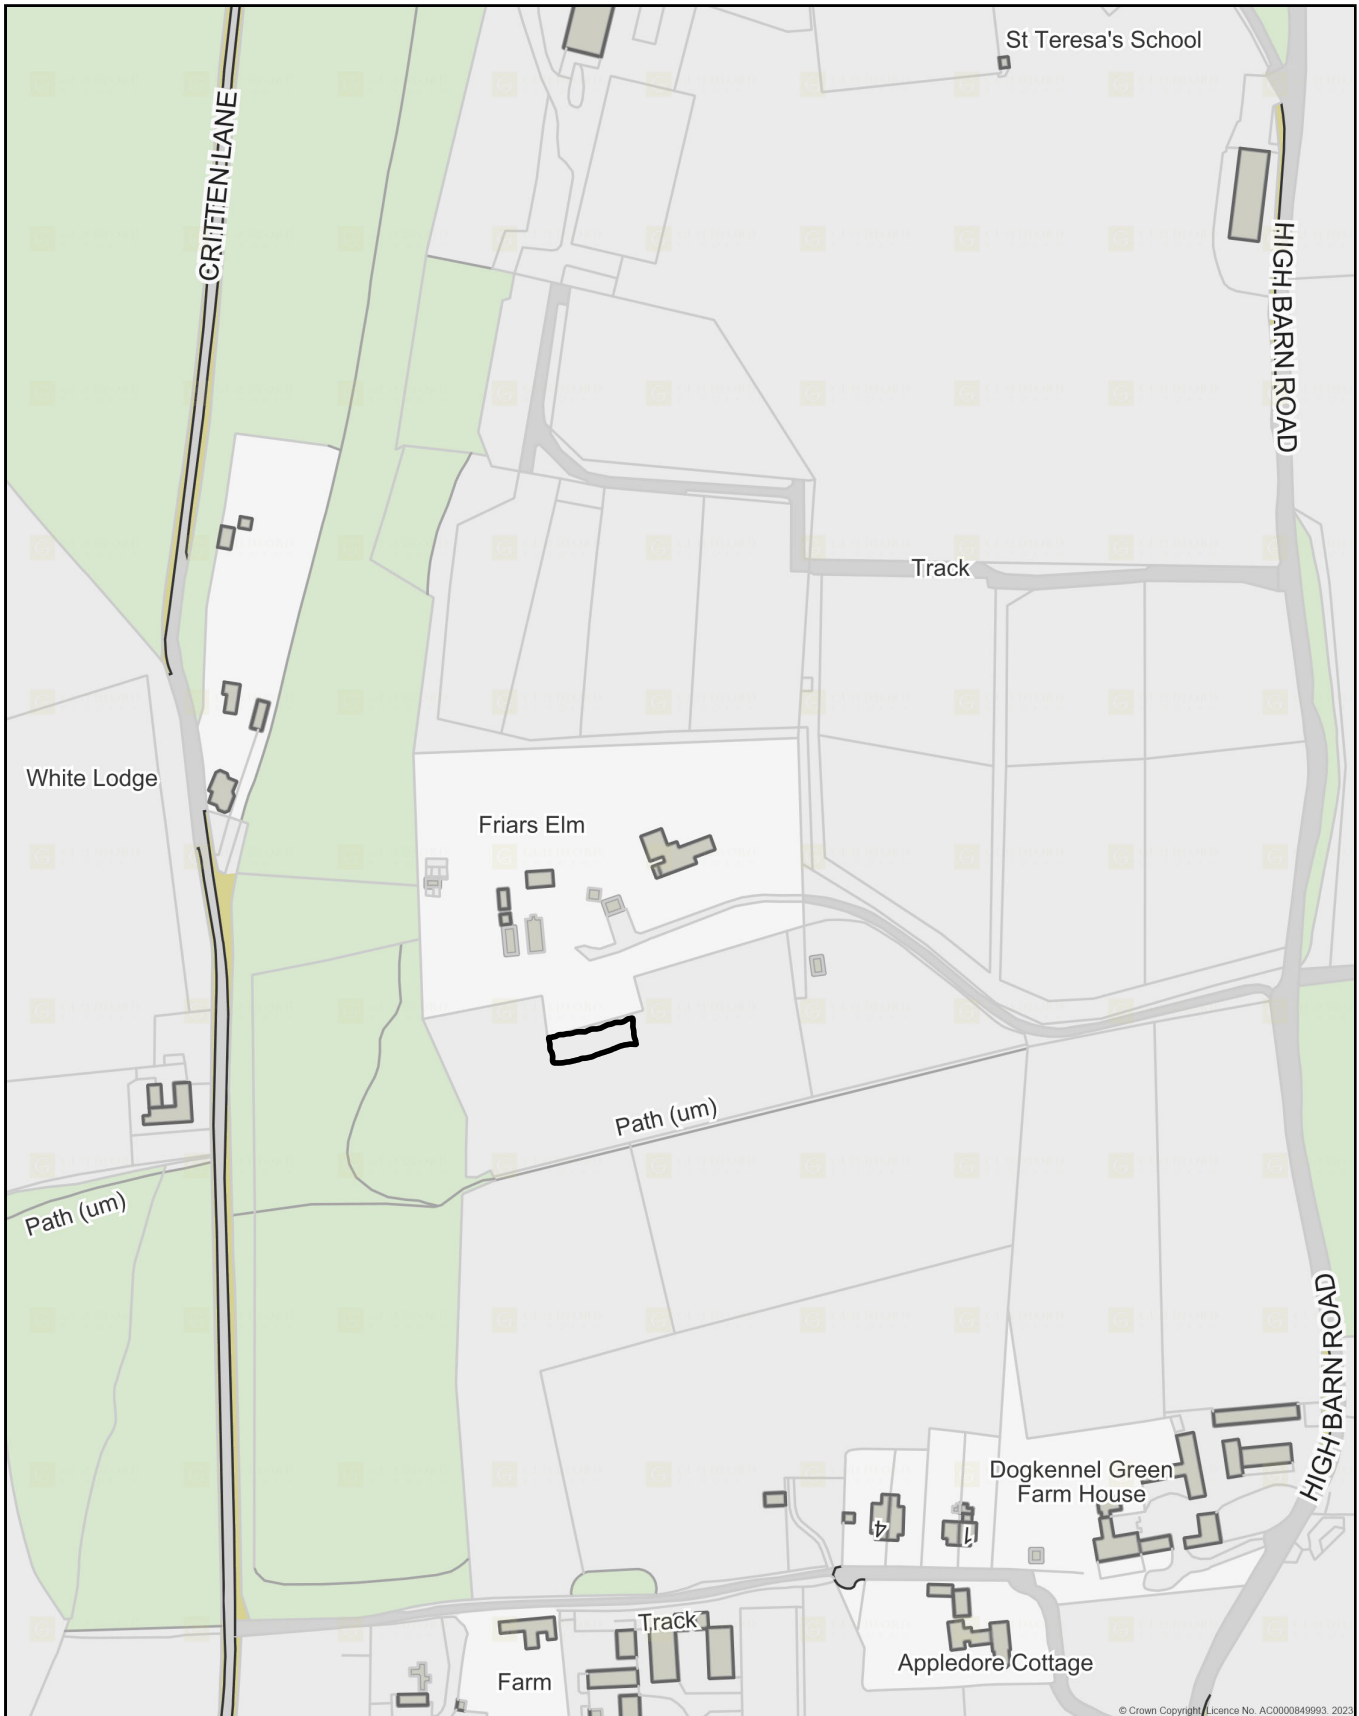 St Teresa's School
CRITTEN LANE
HIGH BARN ROAD
Track
White Lodge
Friars Elm
Path (um)
Path (um)
HIGH BARN ROAD
Dogkennel Green
Farm House
4
1
Track
Appledore Cottage
Farm
© Crown Copyright, Licence No. AC0000849993. 2023